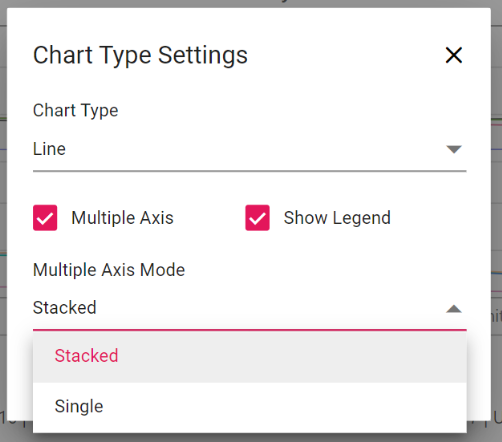 Chart Type Settings
Chart Type
Line
Multiple Axis
Show Legend
Multiple Axis Mode
Stacked
Stacked
Single